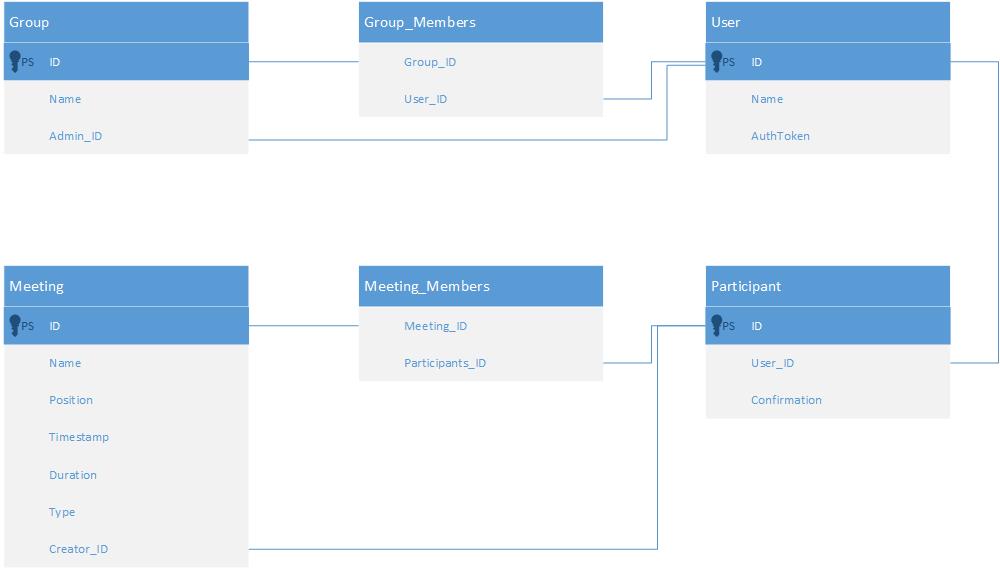 Group
PS ID
Name
Admin_ID
Group_Members
Group_ID
User_ID
User
PS ID
Name
AuthToken
Meeting
PS ID
Name
Position
Timestamp
Duration
Type
Creator_ID
Meeting_Members
Meeting_ID
Participants_ID
Participant
PS ID
User_ID
Confirmation